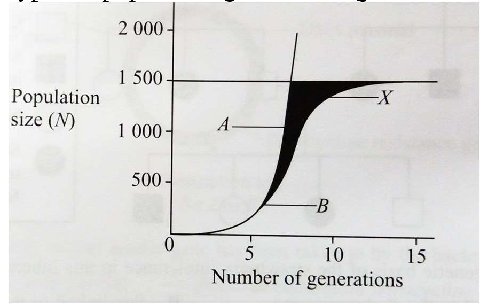 2 000
1 500
Population
size (N)
1 000
500
A
X
B
0
5
10
15
Number of generations